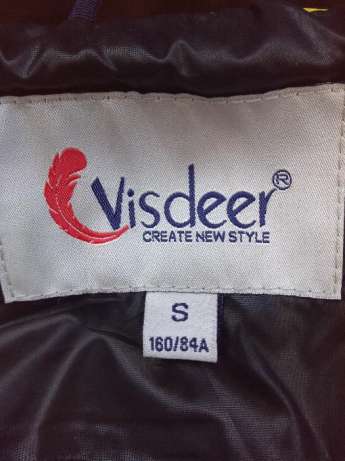 Visdeer®
CREATE NEW STYLE
S
160/84A